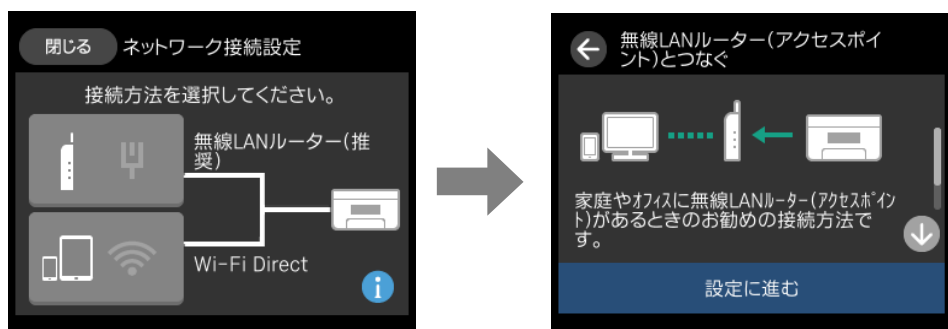 閉じる ネットワーク接続設定
接続方法を選択してください。
無線LANルーター(推
奨)
Wi-Fi Direct
i
無線LANルーター(アクセスポイ
ント)とつなぐ
家庭やオフィスに無線LANルーター(アクセスポイン
ト)があるときのお勧めの接続方法で
す。
設定に進む